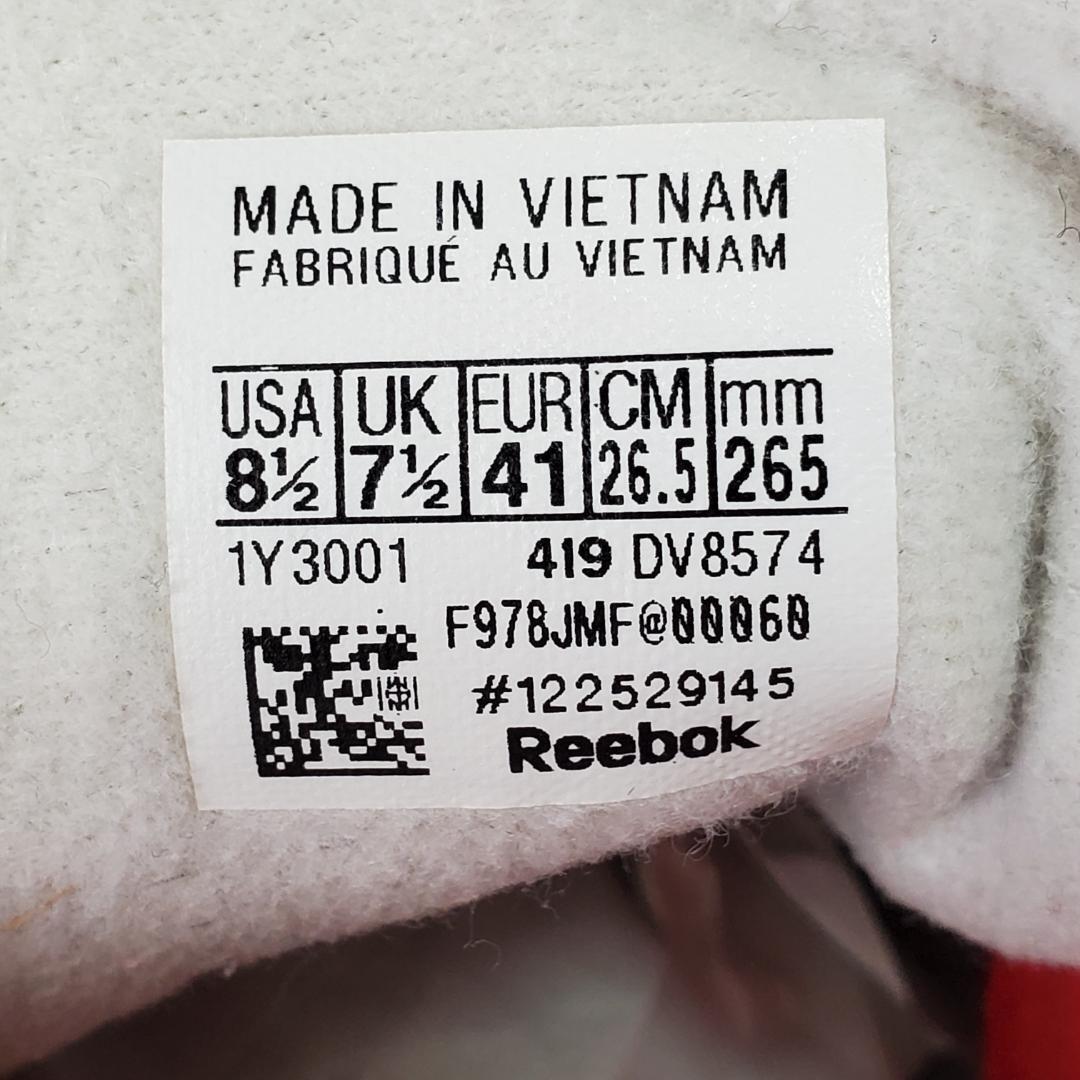 MADE IN VIETNAM
FABRIQUÉ AU VIETNAM
USA UK EUR CM mm
8½ 7½ 41 26.5 265
1Y3001 419 DV8574
F978JMF@00060
#122529145
Reebok